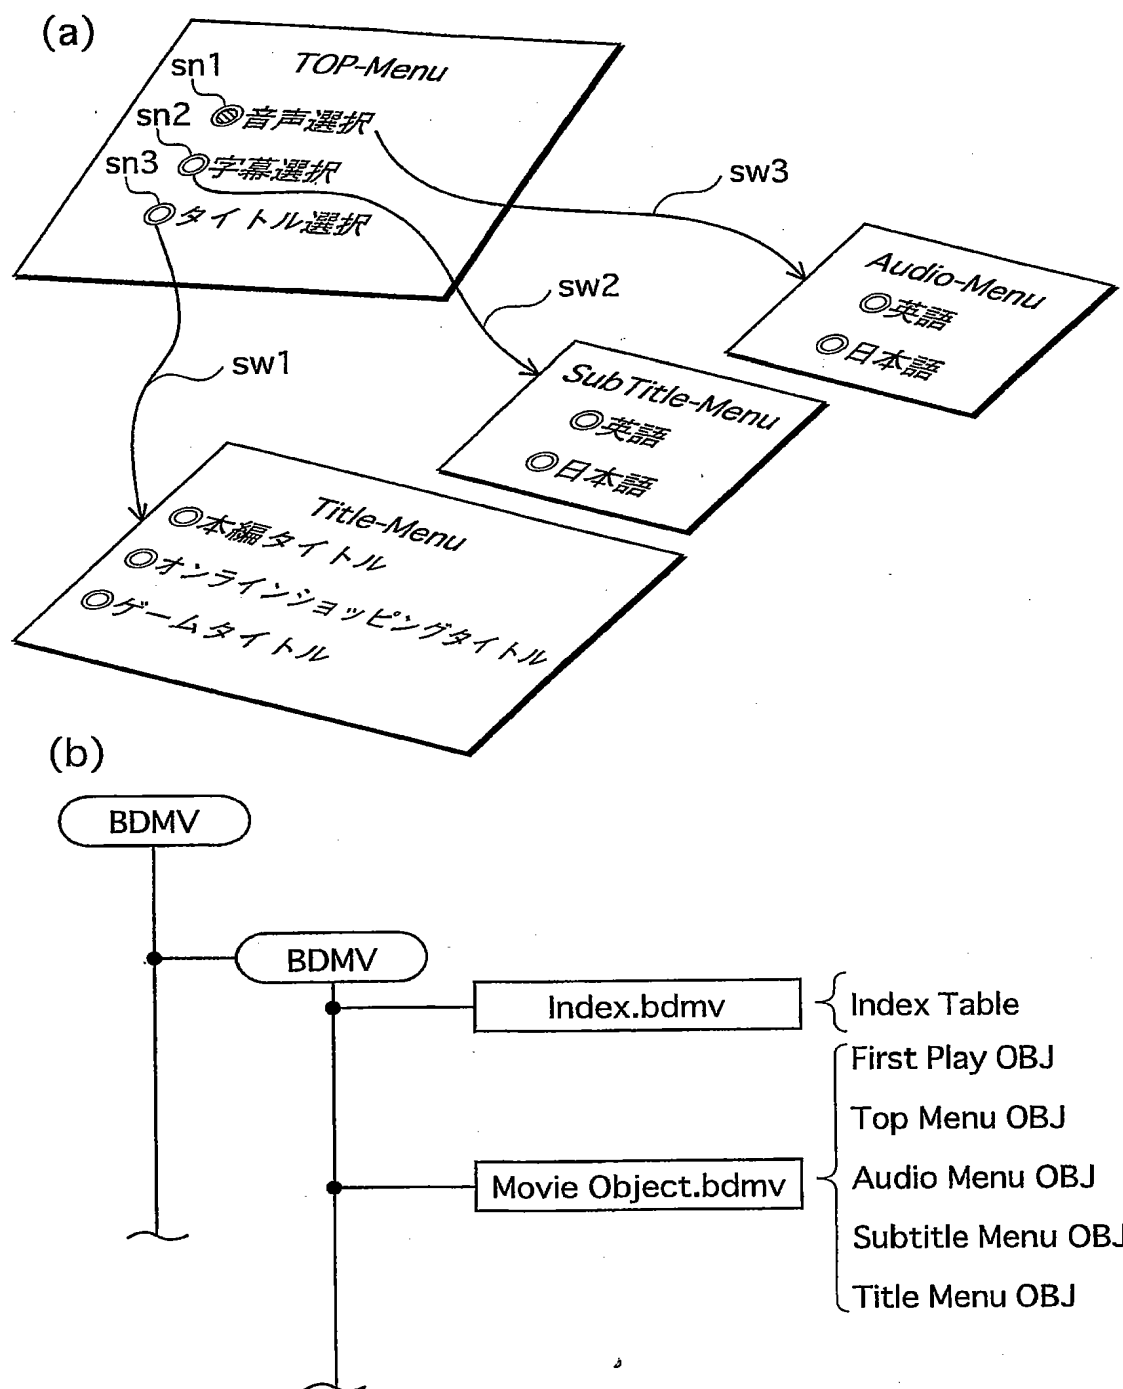 (a)
TOP-Menu
sn1
音声選択
sn2
字幕選択
sn3
タイトル選択
sw3
sw2
sw1
Audio-Menu
英語
日本語
SubTitle-Menu
英語
日本語
Title-Menu
本編タイトル
オンラインショッピングタイトル
ゲームタイトル
(b)
BDMV
BDMV
Index.bdmv
Index Table
Movie Object.bdmv
First Play OBJ
Top Menu OBJ
Audio Menu OBJ
Subtitle Menu OBJ
Title Menu OBJ